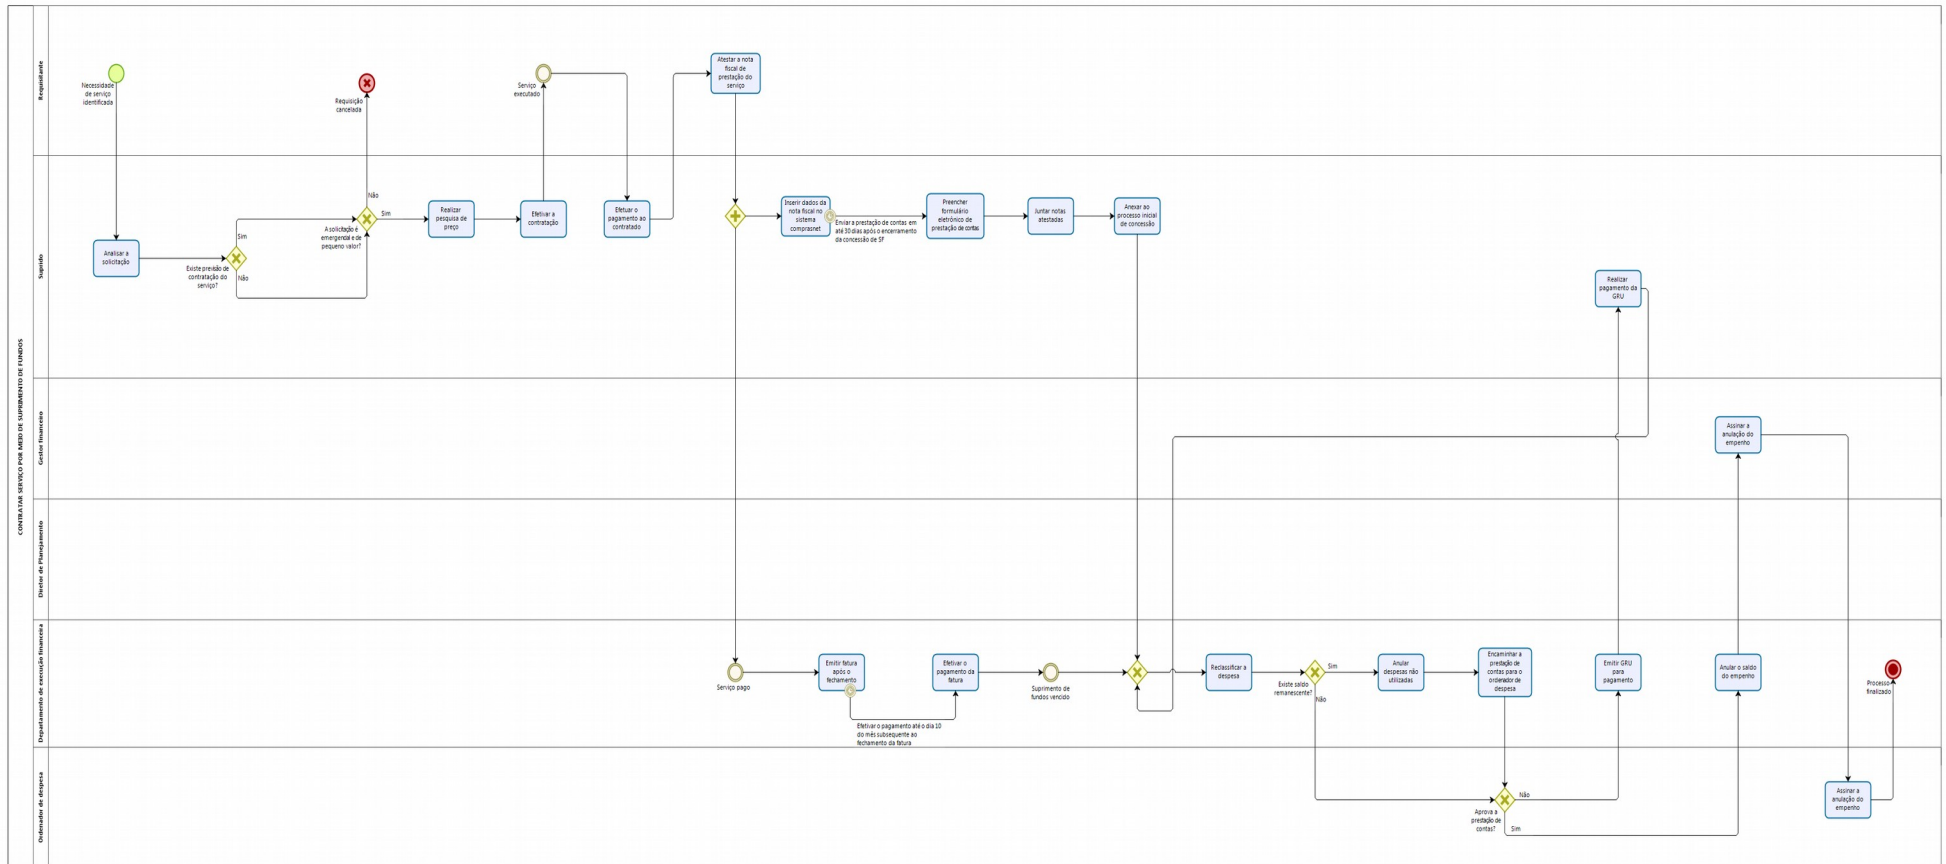 CONTRATAR SERVIÇO POR MEIO DE SUPRIMENTO DE FUNDOS
Requisitante
Necessidade
de serviço
identificada
Requisição
cancelada
Serviço
executado
Atestar a nota
fiscal de
prestação do
serviço
Suprido
Analisar a
solicitação
Existe previsão de
contratação do
serviço?
Sim
Não
A solicitação é
emergencial e de
pequeno valor?
Não
Sim
Realizar
pesquisa de
preço
Efetivar a
contratação
Efetuar o
pagamento ao
contratado
Inserir dados da
nota fiscal no
sistema
comprasnet
Enviar a prestação de contas em
até 30 dias após o encerramento
da concessão de SF
Preencher
formulário
eletrônico de
prestação de contas
Juntar notas
atestadas
Anexar ao
processo inicial
de concessão
Realizar
pagamento da
GRU
Gestor financeiro
Assinar a
anulação do
empenho
Diretor de Planejamento
Departamento de execução financeira
Serviço pago
Emitir fatura
após o
fechamento
Efetivar o pagamento até o dia 10
do mês subsequente ao
fechamento da fatura
Efetivar o
pagamento da
fatura
Suprimento de
fundos vencido
Reclassificar a
despesa
Existe saldo
remanescente?
Sim
Não
Anular
despesas não
utilizadas
Encaminhar a
prestação de
contas para o
ordenador de
despesa
Emitir GRU
para
pagamento
Anular o saldo
do empenho
Processo
finalizado
Ordenador de despesa
Aprova a
prestação de
contas?
Não
Sim
Assinar a
anulação do
empenho